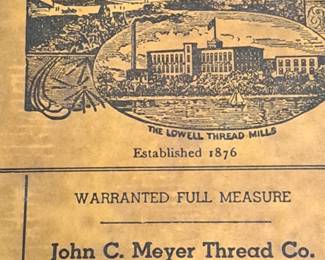 THE LOWELL THREAD MILLS
Established 1876
WARRANTED FULL MEASURE
John C. Meyer Thread Co.